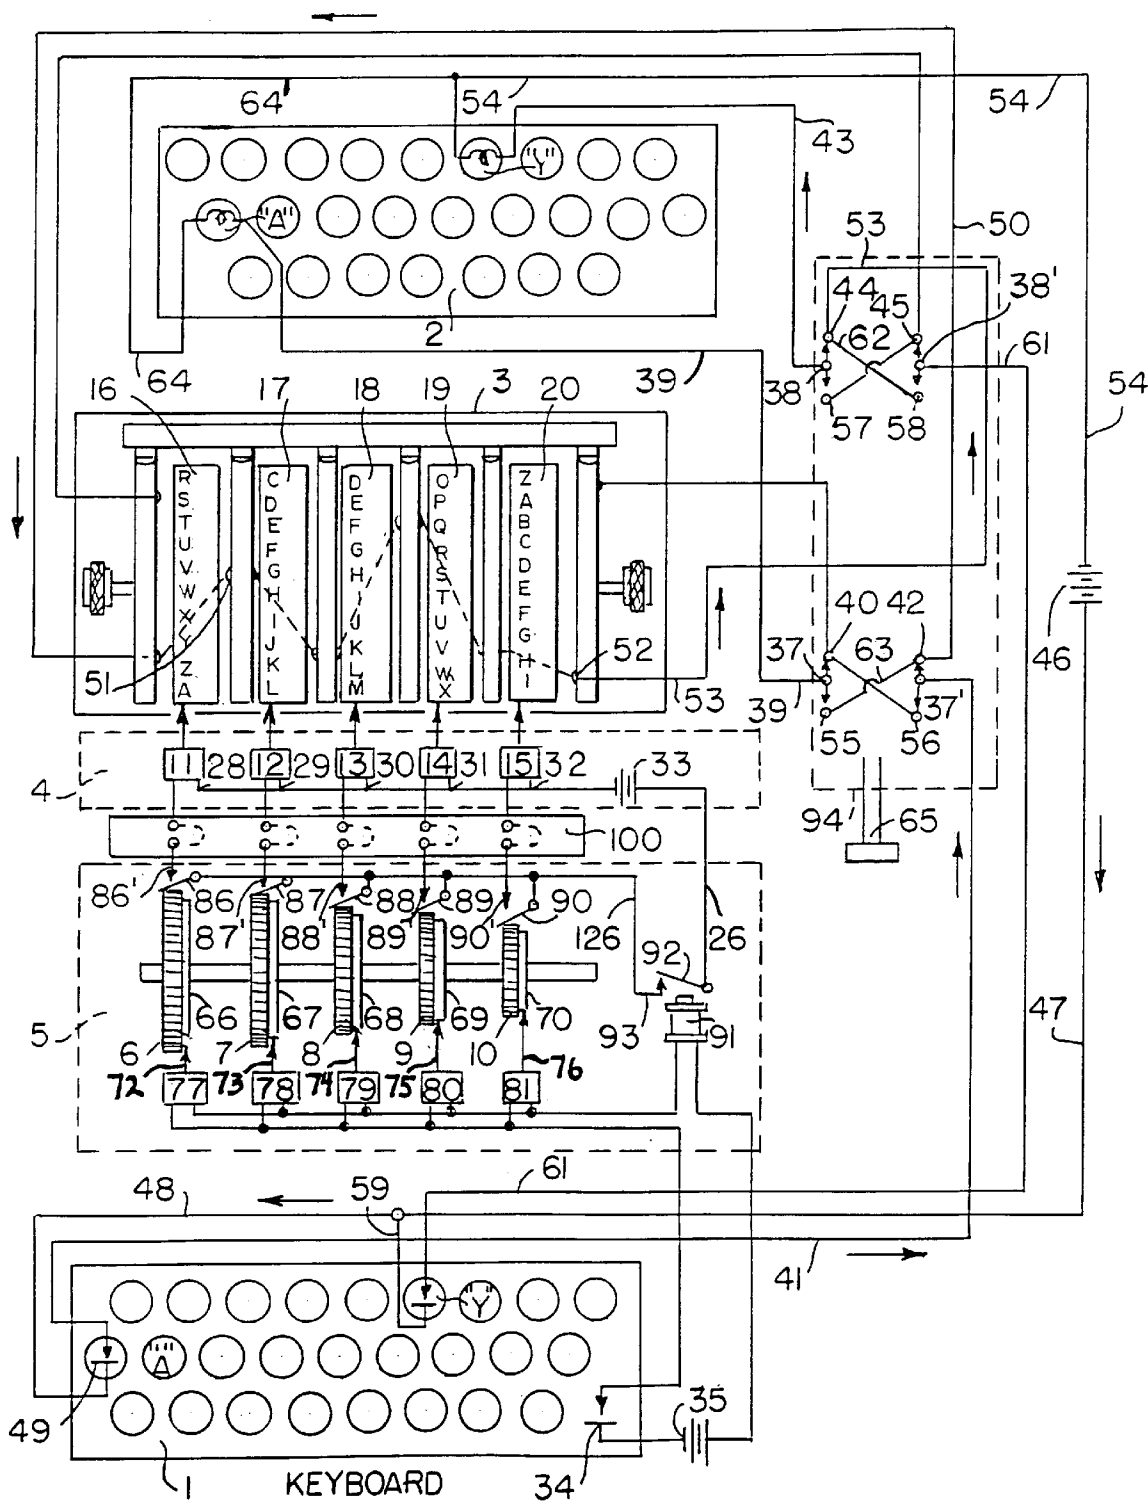 64' 54 54
43
"Y"
"A"
50
53
2
44 45 38'
62 61
64 39 38
16 17 18 19 3 20
57 58
54
R S T U V W X Y Z A
C D E F G H I J K L
D E F G H I J K L M
O P Q R S T U V W X
Z A B C D E F G H I
46
40 42
37 63
51 52
53 39 37'
55 56
11 28 12 29 13 30 14 31 15 32 33
4
94 65
100
86' 86 87 88 89 90
87' 88' 89' 90' 126 26
92
66 67 68 69 70 93 91 47
5
6 7 8 9 10
72 73 74 75 76
77 78 79 80 81
61
48 59
41
"Y"
"A"
49 35
1 KEYBOARD 34